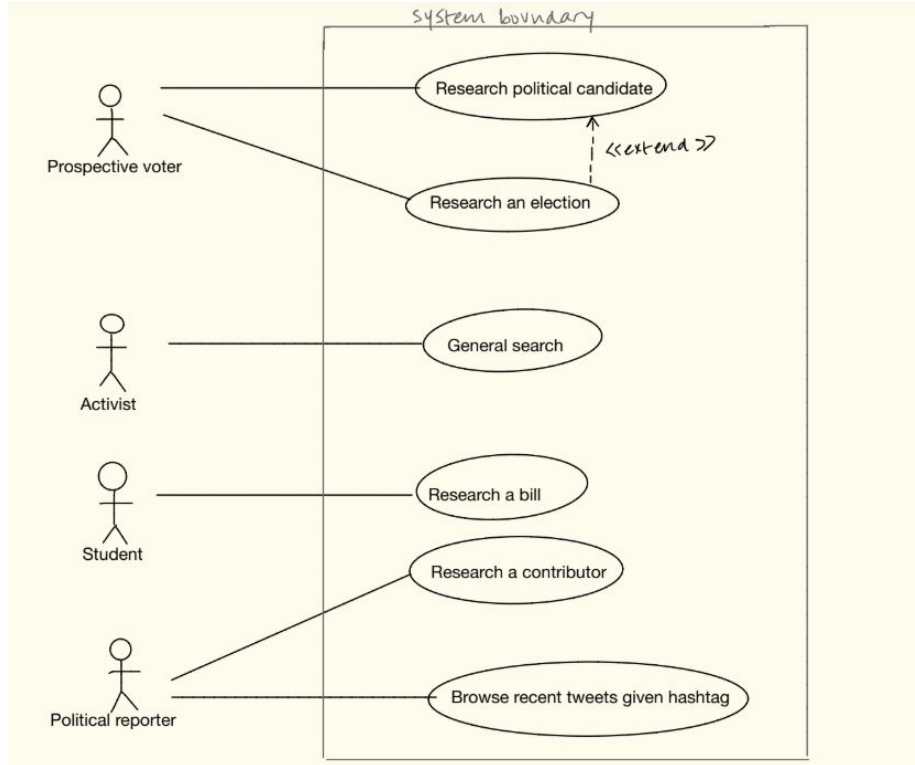 system boundary
Research political candidate
<<extend>>
Prospective voter
Research an election
General search
Activist
Research a bill
Student
Research a contributor
Browse recent tweets given hashtag
Political reporter